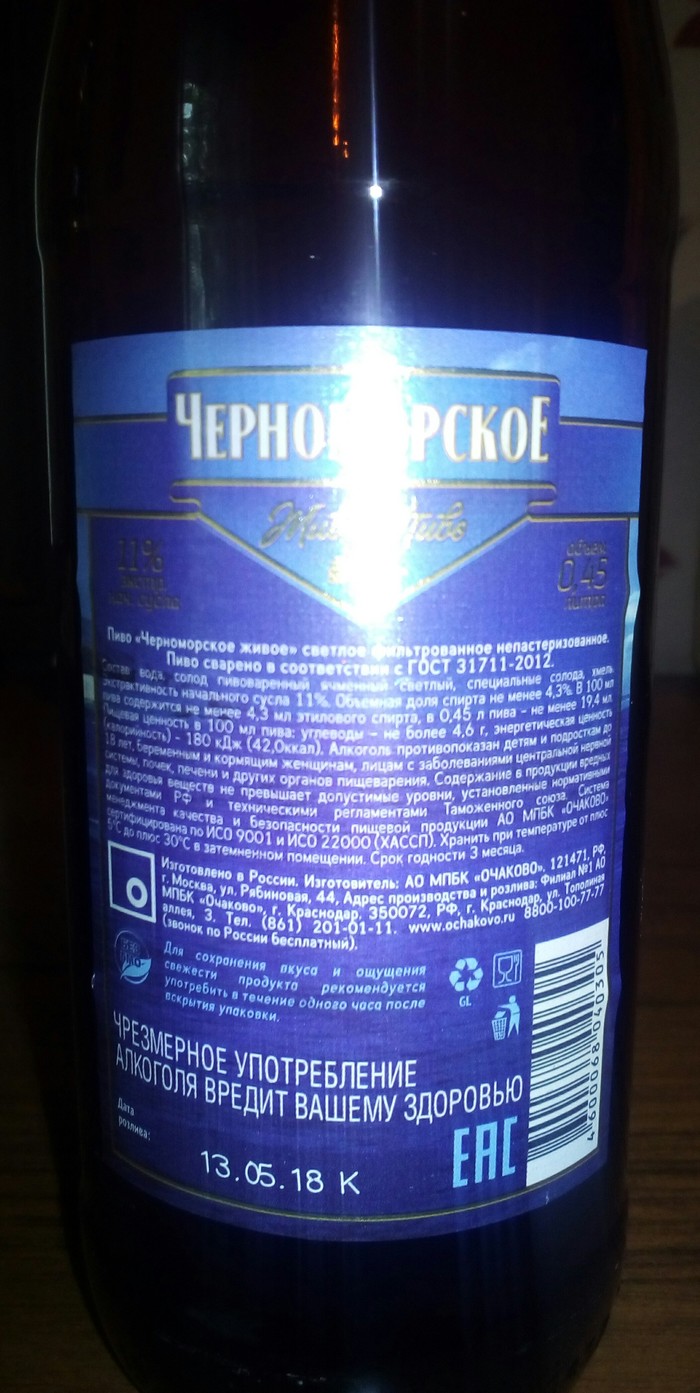 ЧЕРНОМОРСКОЕ
Живое пиво
11%
экстр.
нач. сусла
объем
0,45
литра
Пиво «Черноморское живое» светлое фильтрованное непастеризованное.
Пиво сварено в соответствии с ГОСТ 31711-2012.
Состав: вода, солод пивоваренный ячменный светлый, специальные солода, хмель.
Экстрактивность начального сусла 11%. Объемная доля спирта не менее 4,3%. В 100 мл
пива содержится не менее 4,3 мл этилового спирта, в 0,45 л пива - не менее 19,4 мл.
Пищевая ценность в 100 мл пива: углеводы – не более 4,6 г, энергетическая ценность
(калорийность) - 180 кДж (42,0ккал). Алкоголь противопоказан детям и подросткам до
18 лет, беременным и кормящим женщинам, лицам с заболеваниями центральной нервной
системы, почек, печени и других органов пищеварения. Содержание в продукции вредных
для здоровья веществ не превышает допустимые уровни, установленные нормативными
документами РФ и техническими регламентами Таможенного союза. Система
менеджмента качества и безопасности пищевой продукции АО МПБК «ОЧАКОВО»
сертифицирована по ИСО 9001 и ИСО 22000 (ХАССП). Хранить при температуре от плюс
6°С до плюс 30°С в затемненном помещении. Срок годности 3 месяца.
Изготовлено в России. Изготовитель: АО МПБК «ОЧАКОВО», 121471, РФ,
г. Москва, ул. Рябиновая, 44, Адрес производства и розлива: Филиал №1 АО
МПБК «Очаково», г. Краснодар, 350072, РФ, г. Краснодар, ул. Тополиная
аллея, 3. Тел. (861) 201-01-11. www.ochakovo.ru 8800-100-77-77
(звонок по России бесплатный).
Для сохранения вкуса и ощущения
свежести продукта рекомендуется
употребить в течение одного часа после
вскрытия упаковки.
GL
ЧРЕЗМЕРНОЕ УПОТРЕБЛЕНИЕ
АЛКОГОЛЯ ВРЕДИТ ВАШЕМУ ЗДОРОВЬЮ
Дата
розлива:
13.05.18 К
ЕАС
4 600068 040305